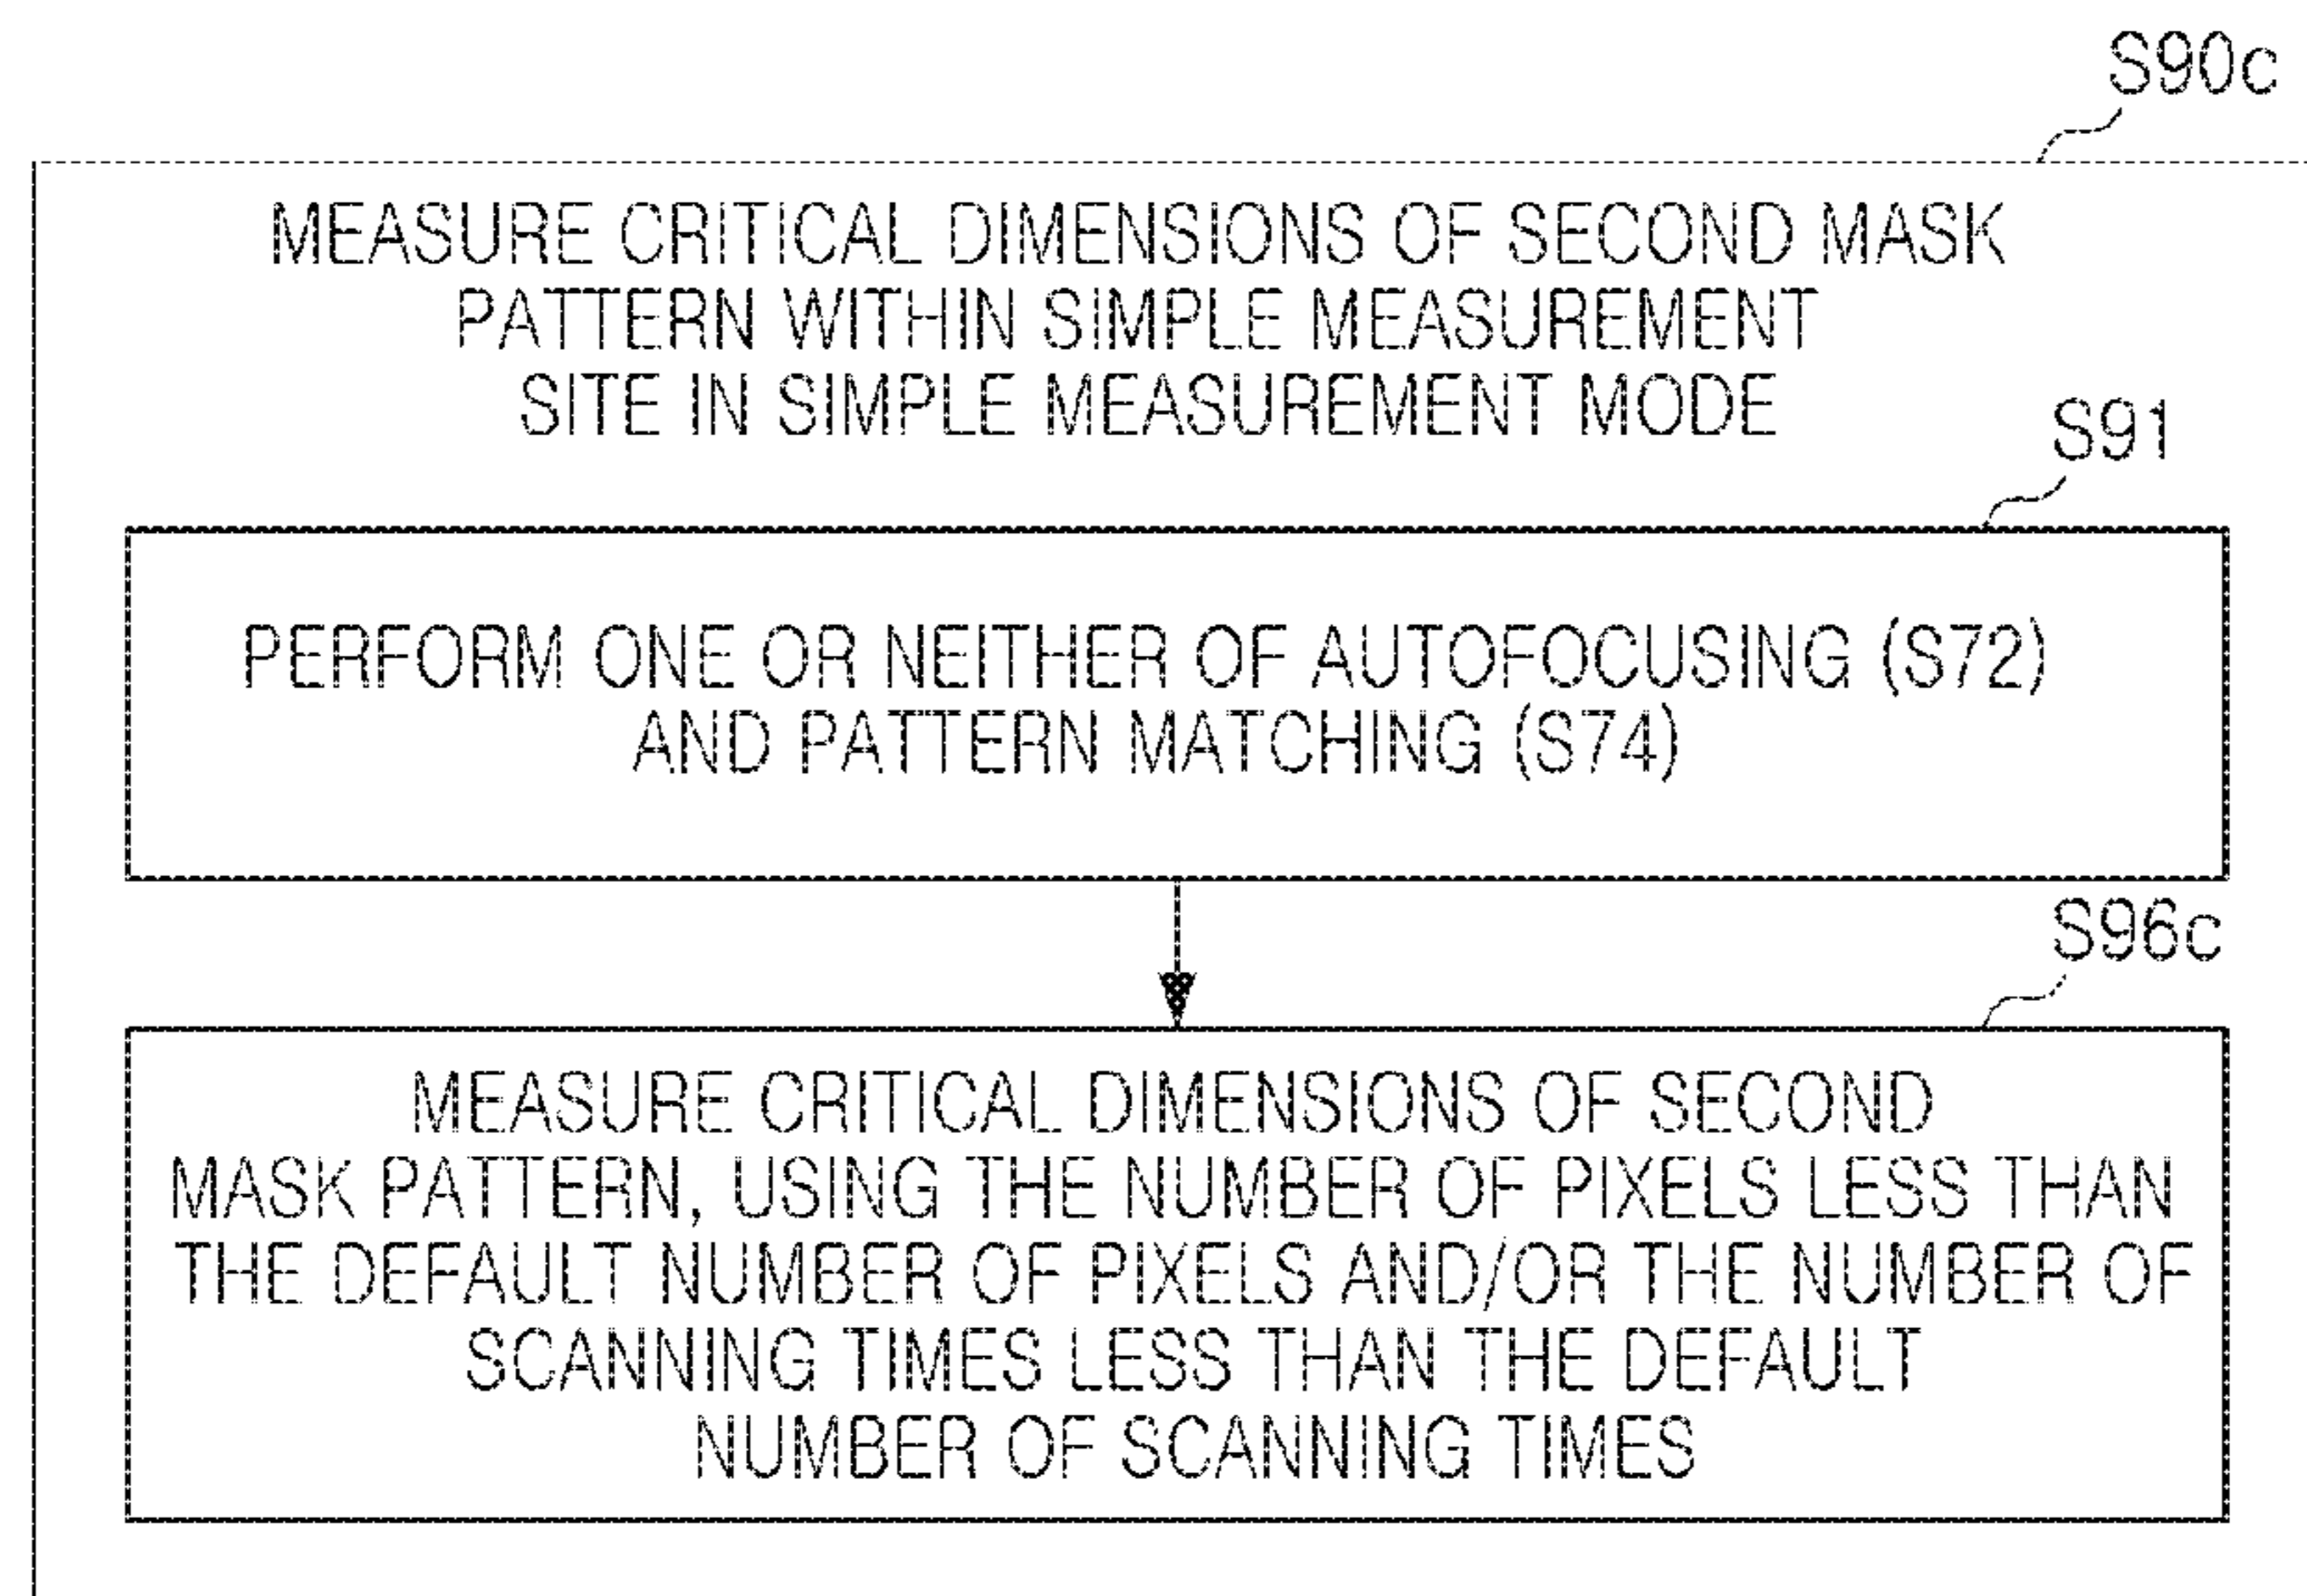 S90c
MEASURE CRITICAL DIMENSIONS OF SECOND MASK
PATTERN WITHIN SIMPLE MEASUREMENT
SITE IN SIMPLE MEASUREMENT MODE
S91
PERFORM ONE OR NEITHER OF AUTOFOCUSING (S72)
AND PATTERN MATCHING (S74)
S96c
MEASURE CRITICAL DIMENSIONS OF SECOND
MASK PATTERN, USING THE NUMBER OF PIXELS LESS THAN
THE DEFAULT NUMBER OF PIXELS AND/OR THE NUMBER OF
SCANNING TIMES LESS THAN THE DEFAULT
NUMBER OF SCANNING TIMES